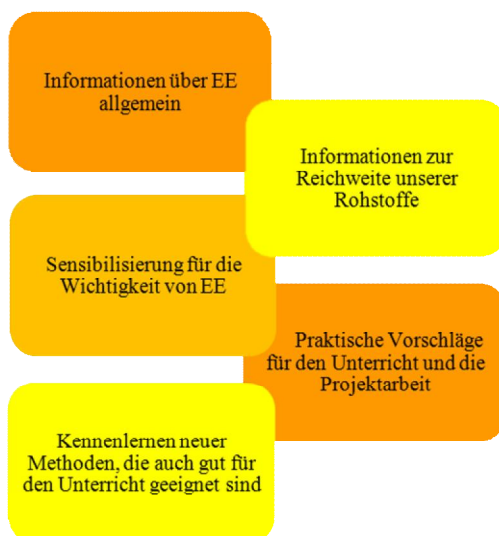 Informationen über EE
allgemein
Informationen zur
Reichweite unserer
Rohstoffe
Sensibilisierung für die
Wichtigkeit von EE
Praktische Vorschläge
für den Unterricht und die
Projektarbeit
Kennenlernen neuer
Methoden, die auch gut für
den Unterricht geeignet sind